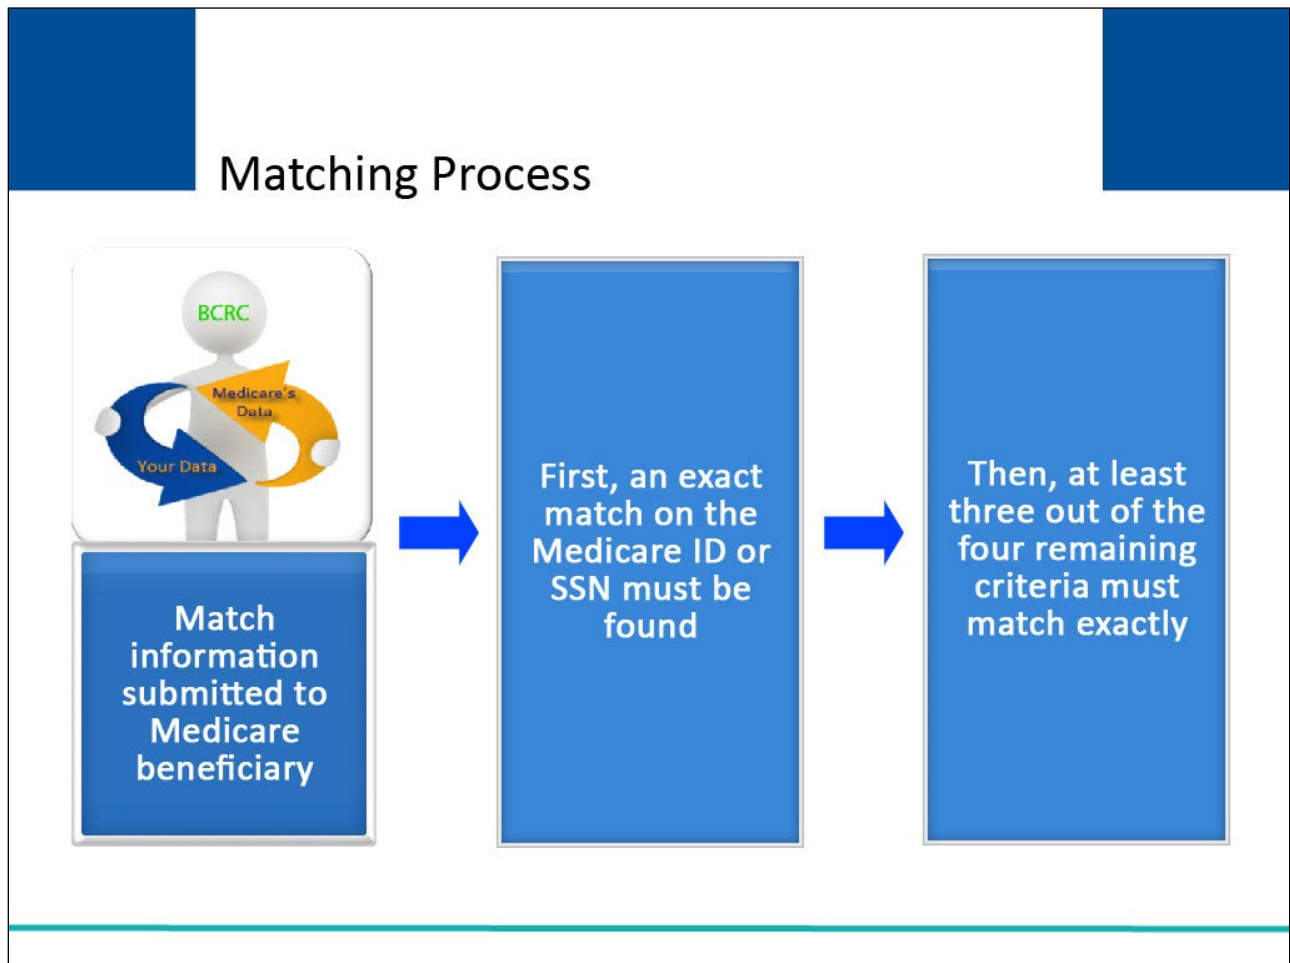 Matching Process
BCRC
Medicare's
Data
Your Data
Match
information
submitted to
Medicare
beneficiary
First, an exact
match on the
Medicare ID or
SSN must be
found
Then, at least
three out of the
four remaining
criteria must
match exactly